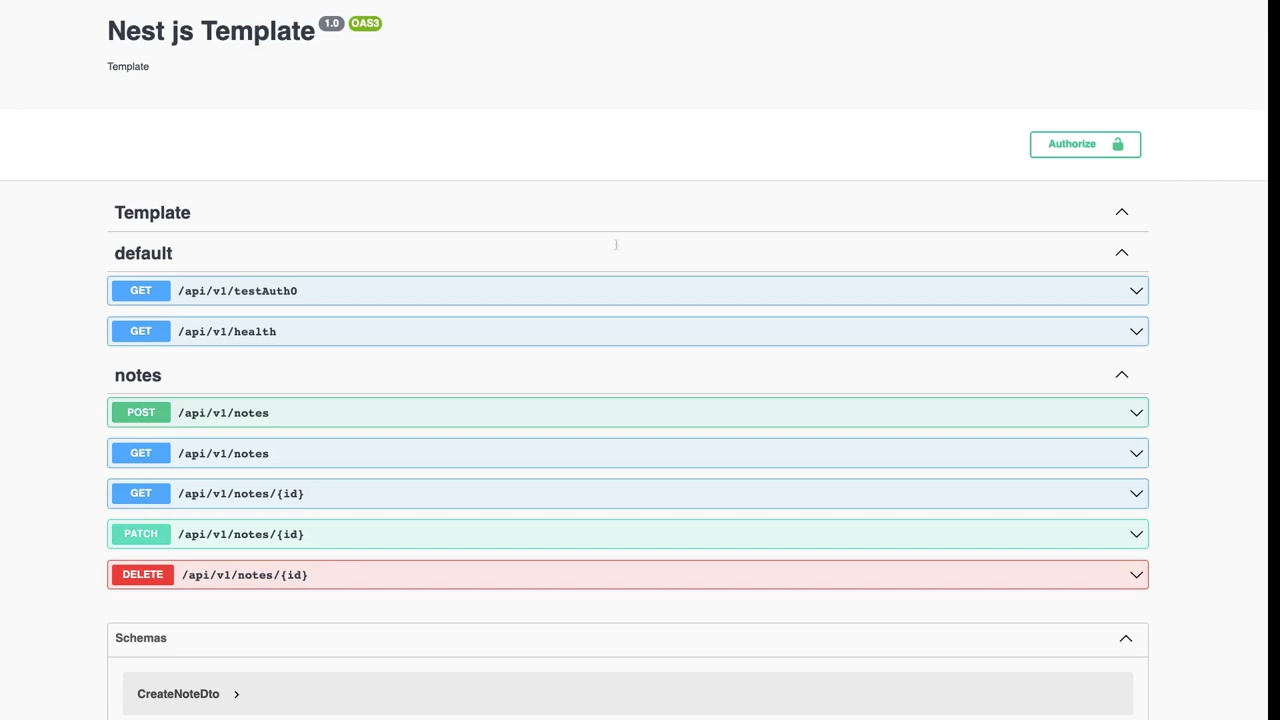 Nest js Template 1.0 OAS3
Template
Authorize
Template
default
GET /api/v1/testAuth0
GET /api/v1/health
notes
POST /api/v1/notes
GET /api/v1/notes
GET /api/v1/notes/{id}
PATCH /api/v1/notes/{id}
DELETE /api/v1/notes/{id}
Schemas
CreateNoteDto